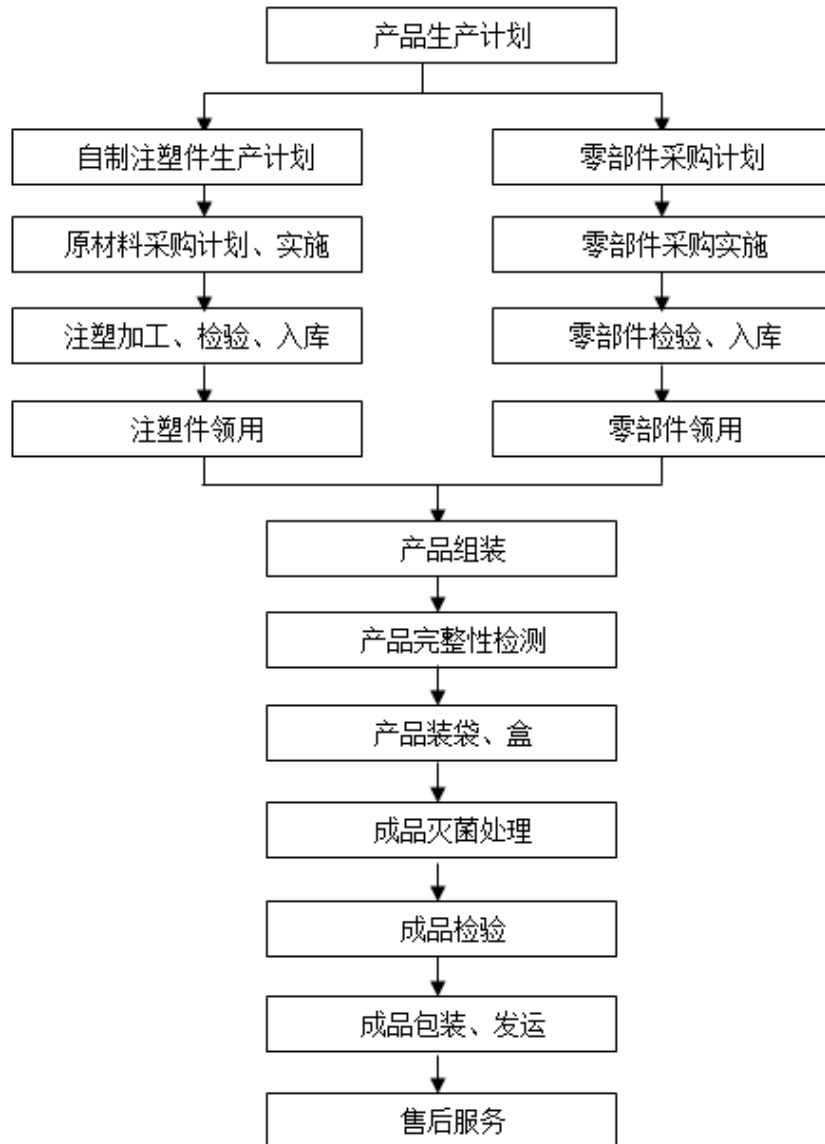 产品生产计划
自制注塑件生产计划
零部件采购计划
原材料采购计划、实施
零部件采购实施
注塑加工、检验、入库
零部件检验、入库
注塑件领用
零部件领用
产品组装
产品完整性检测
产品装袋、盒
成品灭菌处理
成品检验
成品包装、发运
售后服务